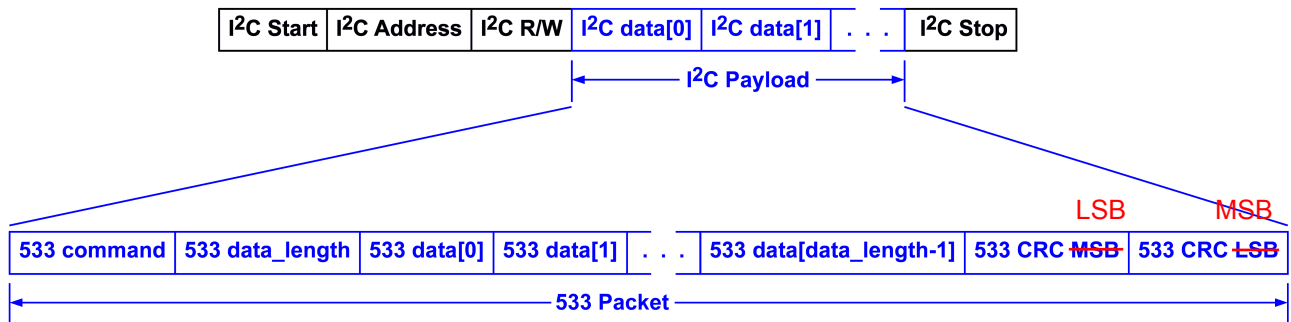 I²C Start I²C Address I²C R/W I²C data[0] I²C data[1] . . . I²C Stop
I²C Payload
LSB MSB
533 command 533 data_length 533 data[0] 533 data[1] . . . 533 data[data_length-1] 533 CRC MSB 533 CRC LSB
533 Packet